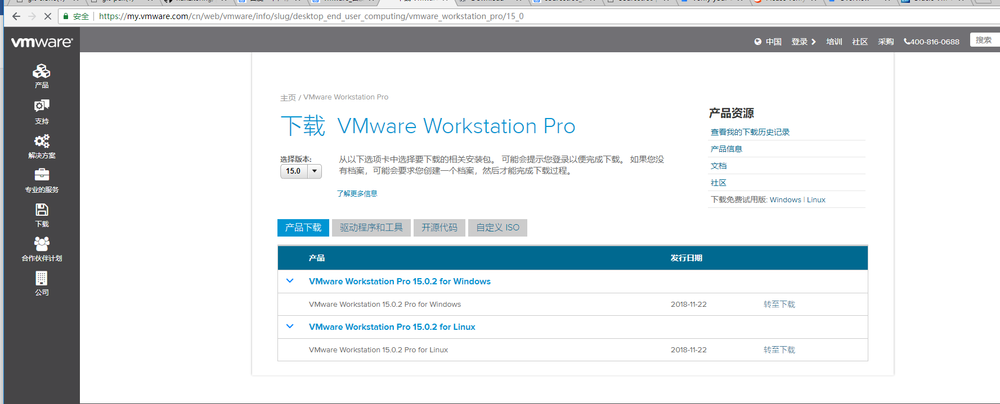 安全 https://my.vmware.com/cn/web/vmware/info/slug/desktop_end_user_computing/vmware_workstation_pro/15_0
vmware
中国 登录 培训 社区 采购 400-816-0688 搜索
产品
支持
解决方案
专业的服务
下载
合作伙伴计划
公司
主页 / VMware Workstation Pro
下载 VMware Workstation Pro
选择版本:
15.0
从以下选项卡中选择要下载的相关安装包。 可能会提示您登录以便完成下载。 如果您没
有档案，可能会要求您创建一个档案，然后才能完成下载过程。
了解更多信息
产品资源
查看我的下载历史记录
产品信息
文档
社区
下载免费试用版: Windows | Linux
产品下载 驱动程序和工具 开源代码 自定义 ISO
产品 发行日期
VMware Workstation Pro 15.0.2 for Windows
VMware Workstation 15.0.2 Pro for Windows 2018-11-22 转至下载
VMware Workstation Pro 15.0.2 for Linux
VMware Workstation 15.0.2 Pro for Linux 2018-11-22 转至下载